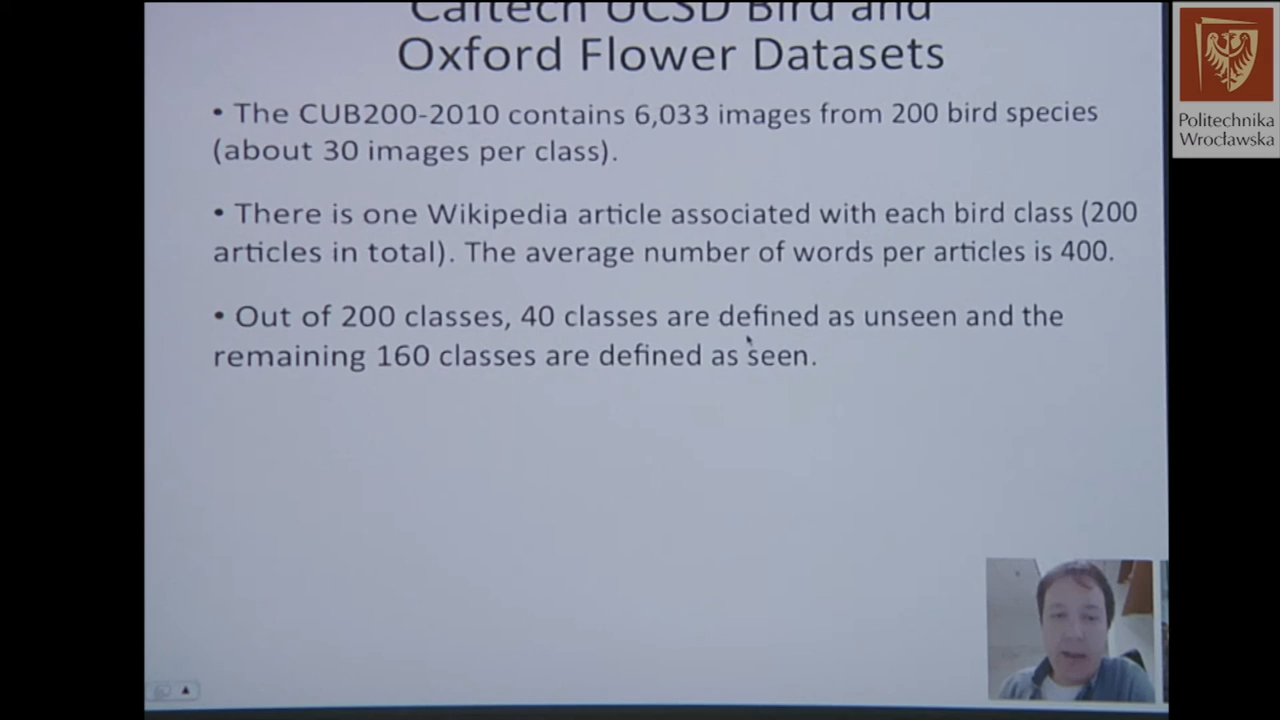 Caltech UCSD Bird and
Oxford Flower Datasets
• The CUB200-2010 contains 6,033 images from 200 bird species
(about 30 images per class).
• There is one Wikipedia article associated with each bird class (200
articles in total). The average number of words per articles is 400.
• Out of 200 classes, 40 classes are defined as unseen and the
remaining 160 classes are defined as seen.
Politechnika
Wrocławska